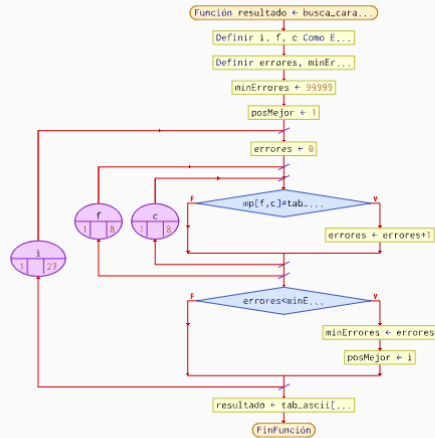 Función resultado ← busca_cara...
Definir i, f, c Como E...
Definir errores, minEr...
minErrores ← 99999
posMejor ← 1
errores ← 0
f
1 8
c
1 8
F
mp[f,c]≠tab_...
V
errores ← errores+1
i
1 27
F
errores<minE...
V
minErrores ← errores
posMejor ← i
resultado ← tab_ascii[...
FinFunción